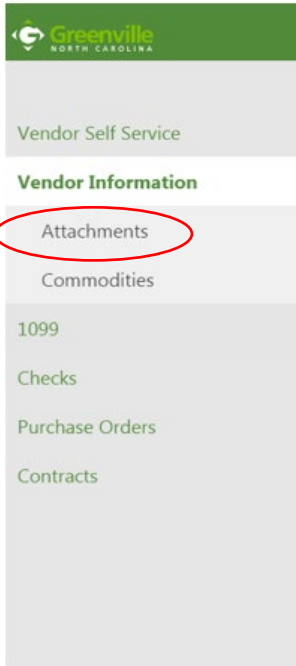 Greenville
NORTH CAROLINA
Vendor Self Service
Vendor Information
Attachments
Commodities
1099
Checks
Purchase Orders
Contracts